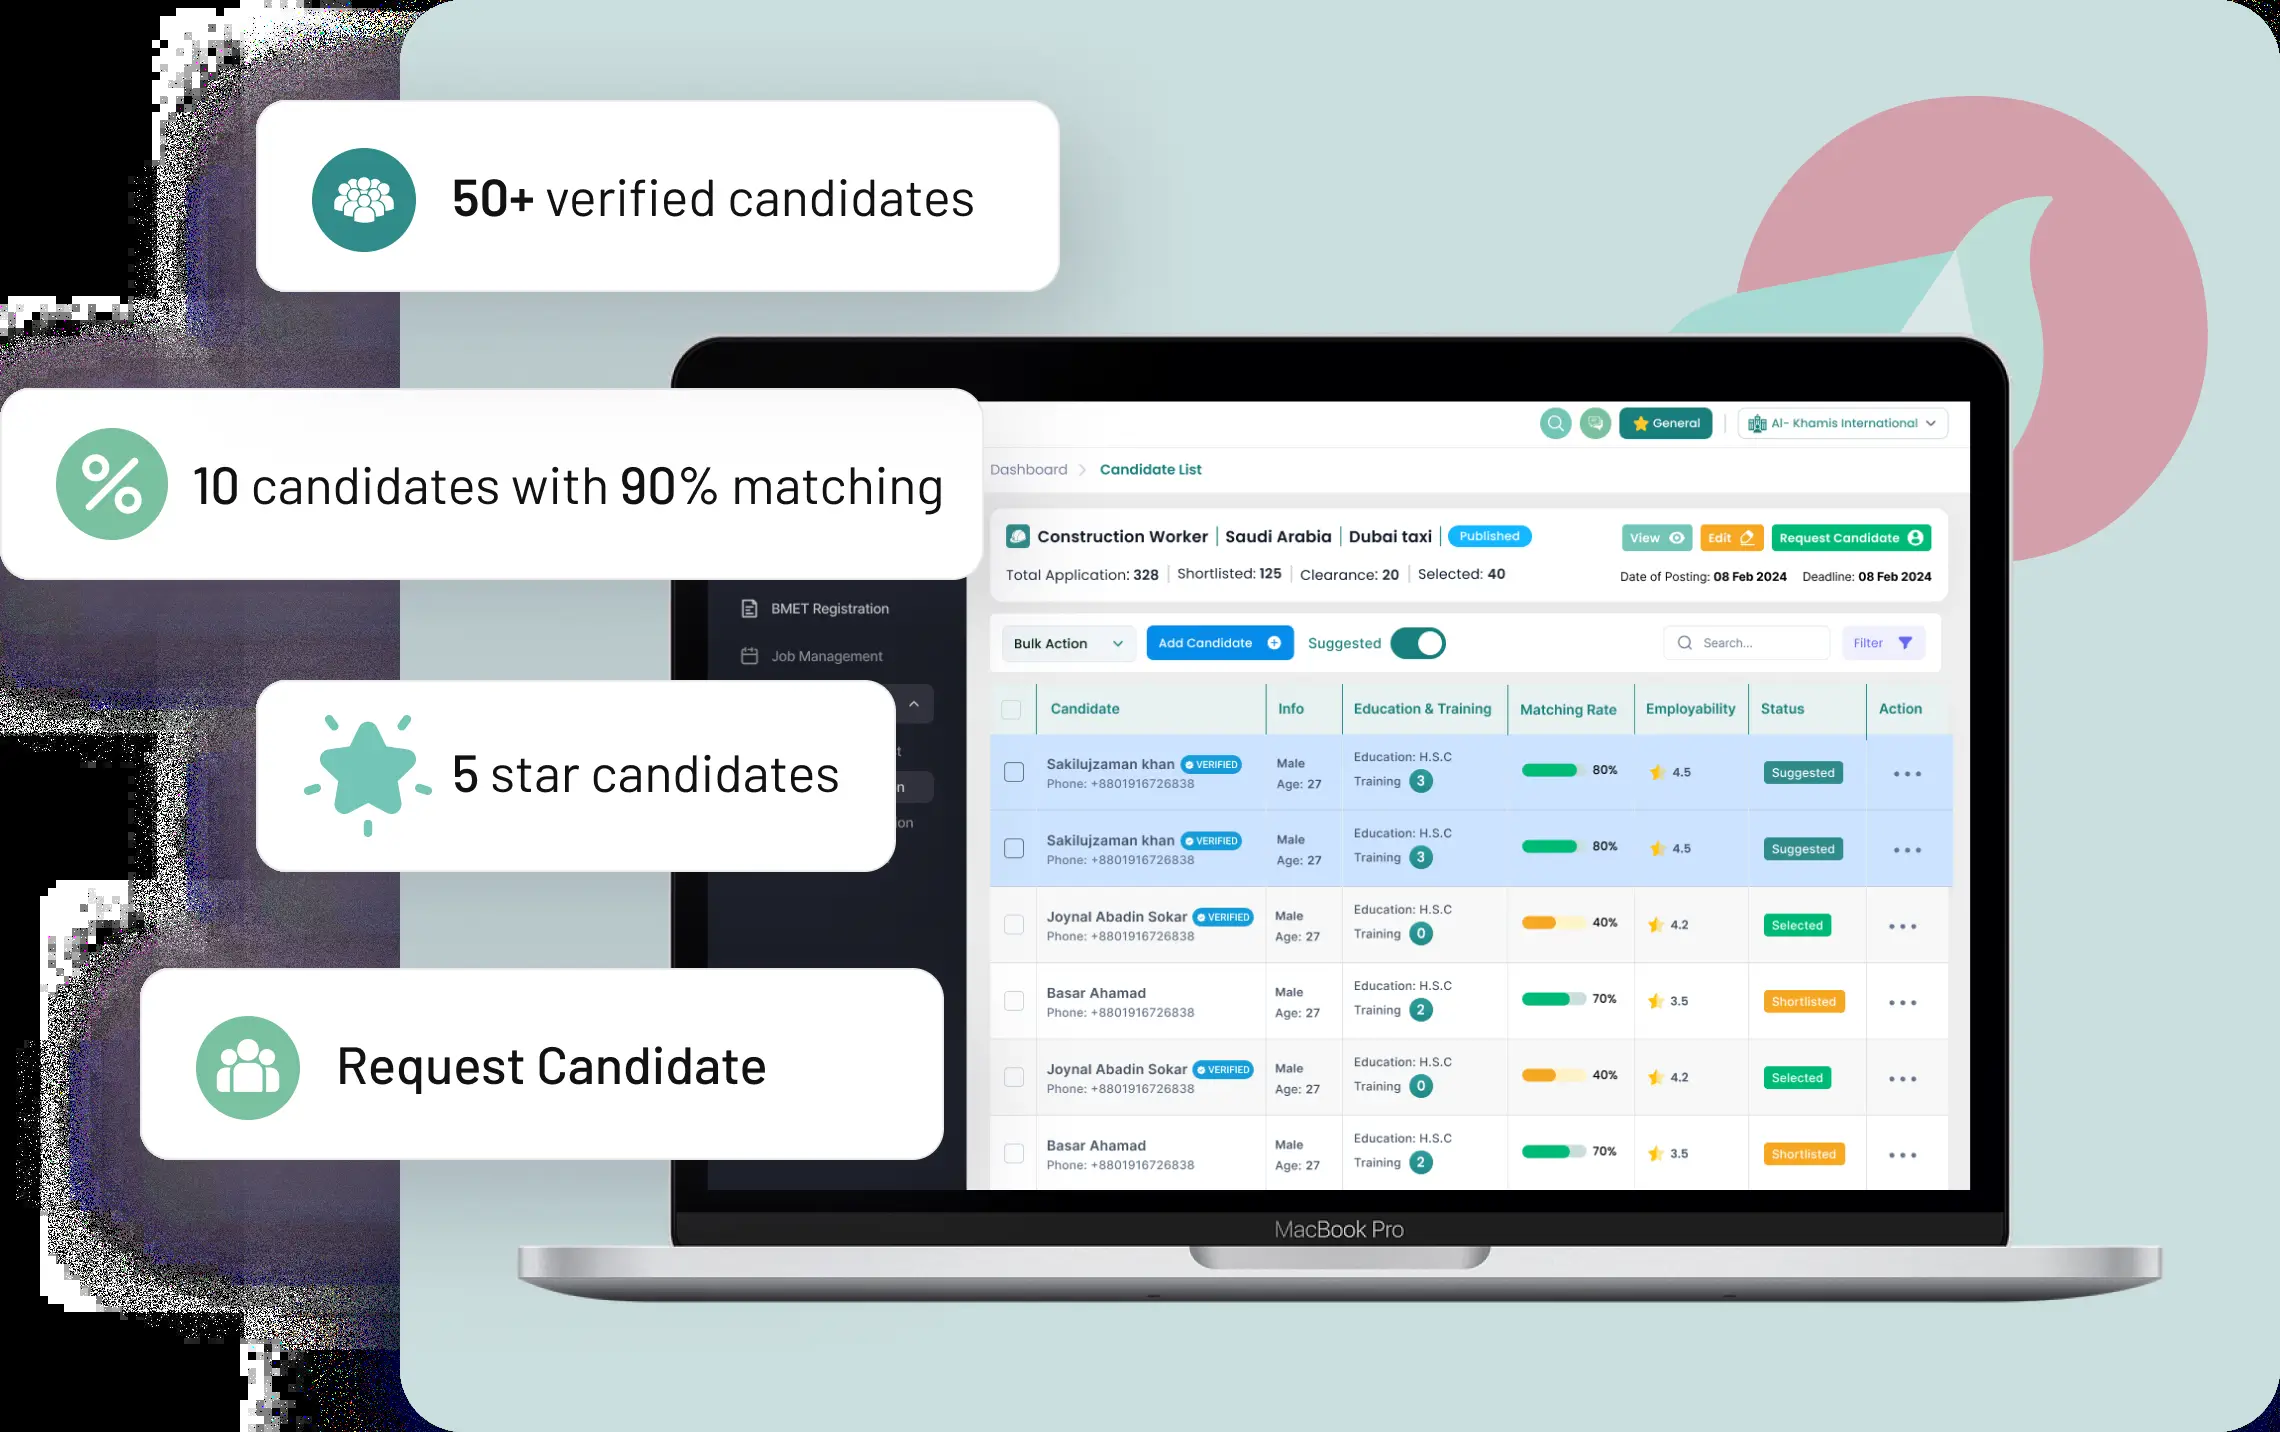 50+ verified candidates
10 candidates with 90% matching
5 star candidates
Request Candidate
General
Al- Khamis International
Dashboard > Candidate List
Construction Worker | Saudi Arabia | Dubai taxi | Published
View
Edit
Request Candidate
Total Application: 328 | Shortlisted: 125 | Clearance: 20 | Selected: 40
Date of Posting: 08 Feb 2024 Deadline: 08 Feb 2024
BMET Registration
Job Management
Bulk Action
Add Candidate
Suggested
Search...
Filter
Candidate Info Education & Training Matching Rate Employability Status Action
Sakilujzaman khan VERIFIED Male Education: H.S.C 80% 4.5 Suggested
Phone: +8801916726838 Age: 27 Training 3
Sakilujzaman khan VERIFIED Male Education: H.S.C 80% 4.5 Suggested
Phone: +8801916726838 Age: 27 Training 3
Joynal Abadin Sokar VERIFIED Male Education: H.S.C 40% 4.2 Selected
Phone: +8801916726838 Age: 27 Training 0
Basar Ahamad Male Education: H.S.C 70% 3.5 Shortlisted
Phone: +8801916726838 Age: 27 Training 2
Joynal Abadin Sokar VERIFIED Male Education: H.S.C 40% 4.2 Selected
Phone: +8801916726838 Age: 27 Training 0
Basar Ahamad Male Education: H.S.C 70% 3.5 Shortlisted
Phone: +8801916726838 Age: 27 Training 2
MacBook Pro